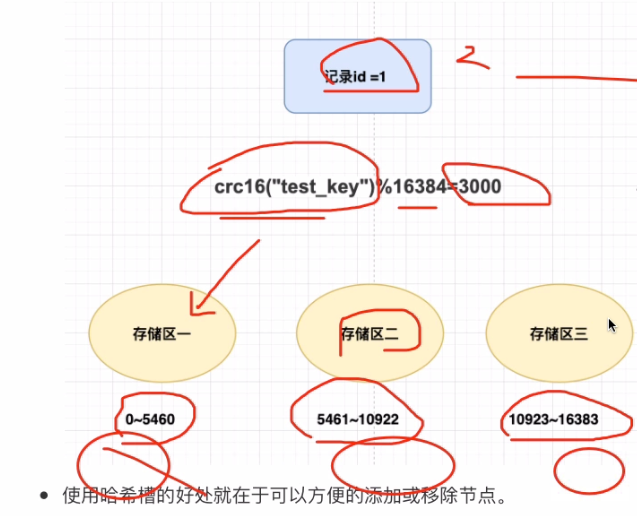 记录id =1
2
crc16("test_key")%16384=3000
存储区一
存储区二
存储区三
0~5460
5461~10922
10923~16383
使用哈希槽的好处就在于可以方便的添加或移除节点。